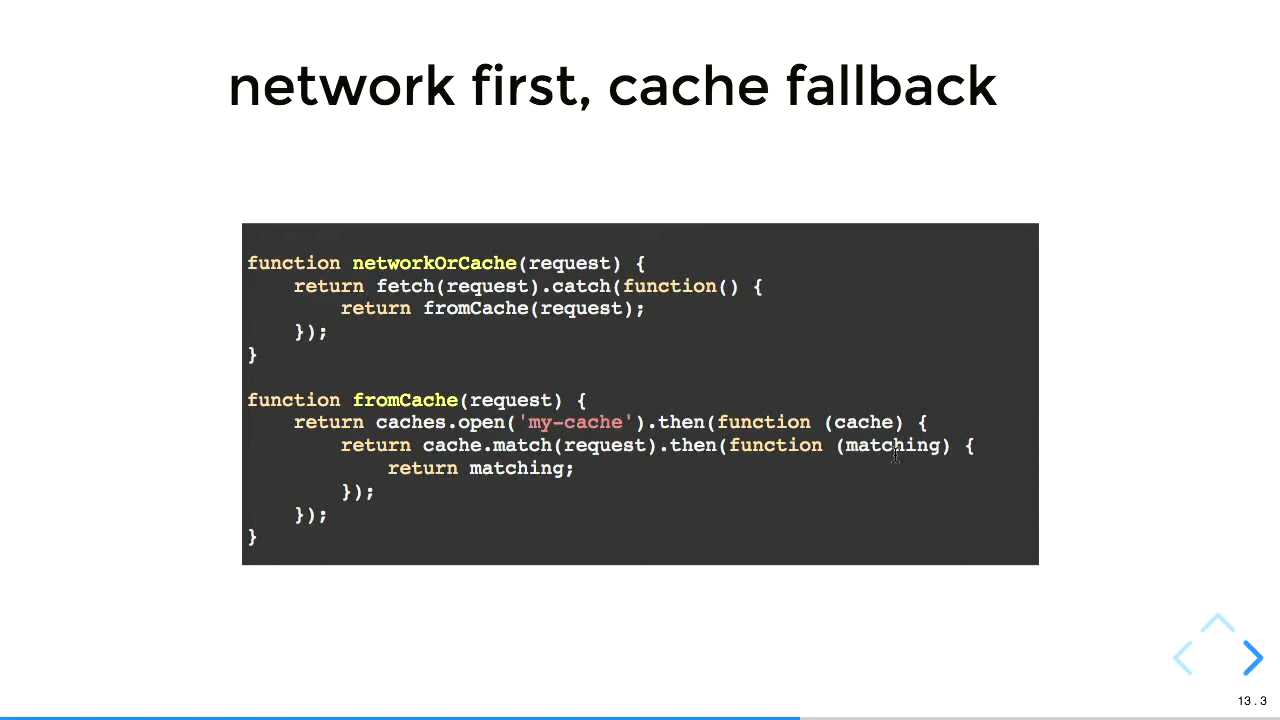 network first, cache fallback
function networkOrCache(request) {
    return fetch(request).catch(function() {
        return fromCache(request);
    });
}
function fromCache(request) {
    return caches.open('my-cache').then(function (cache) {
        return cache.match(request).then(function (matching) {
            return matching;
        });
    });
}
13.3